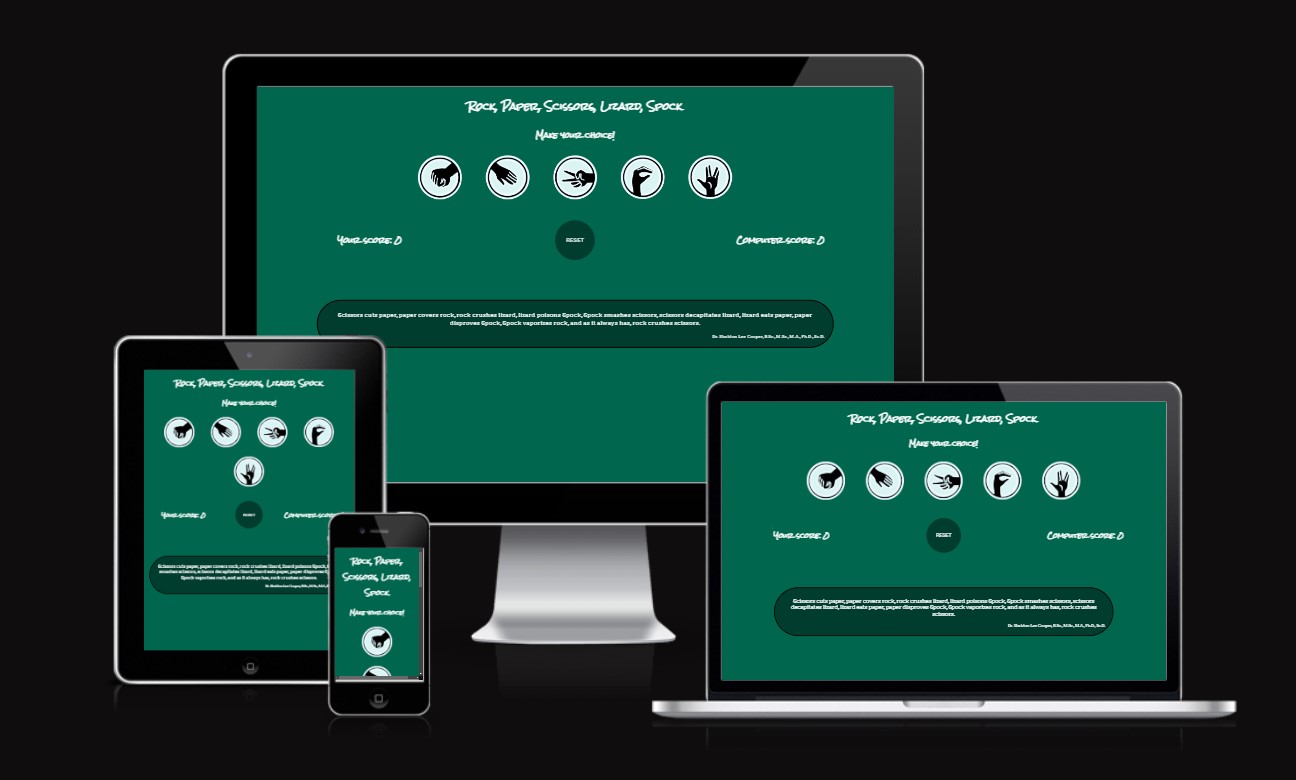 Rock, Paper, Scissors, Lizard, Spock
Make your choice!
Your score: 0
RESET
Computer score: 0
Scissors cuts paper, paper covers rock, rock crushes lizard, lizard poisons Spock, Spock smashes scissors, scissors decapitates lizard, lizard eats paper, paper
disproves Spock, Spock vaporizes rock, and as it always has, rock crushes scissors.
Dr. Sheldon Lee Cooper, B.Sc., M.Sc., M.A., Ph.D., Sc.D.
Rock, Paper, Scissors, Lizard, Spock
Make your choice!
Your score: 0
RESET
Computer score:
Scissors cuts paper, paper covers rock, rock crushes lizard, lizard poisons Spock,
smashes scissors, scissors decapitates lizard, lizard eats paper, paper disproves
Spock vaporizes rock, and as it always has, rock crushes scissors.
Dr. Sheldon Lee Cooper, B.Sc., M.Sc., M.A.,
Rock, Paper,
Scissors, Lizard,
Spock
Make your choice!
Rock, Paper, Scissors, Lizard, Spock
Make your choice!
Your score: 0
RESET
Computer score: 0
Scissors cuts paper, paper covers rock, rock crushes lizard, lizard poisons Spock, Spock smashes scissors, scissors
decapitates lizard, lizard eats paper, paper disproves Spock, Spock vaporizes rock, and as it always has, rock crushes
scissors.
Dr. Sheldon Lee Cooper, B.Sc., M.Sc., M.A., Ph.D., Sc.D.